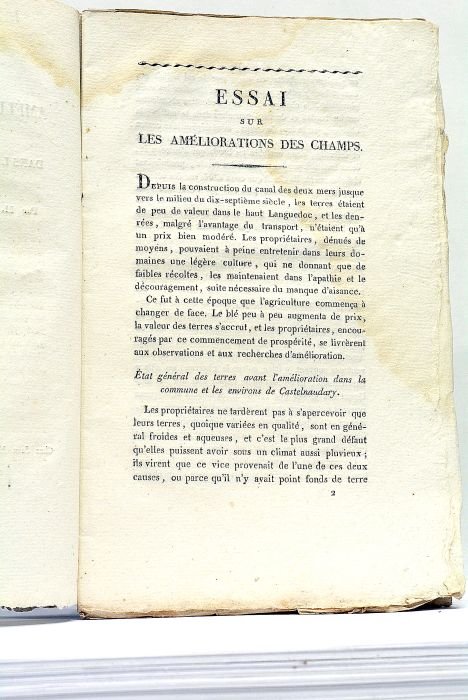 ESSAI
SUR
LES AMÉLIORATIONS DES CHAMPS.
DEPUIS la construction du canal des deux mers jusque
vers le milieu du dix-septième siècle, les terres étaient
de peu de valeur dans le haut Languedoc, et les den-
rées, malgré l'avantage du transport, n'étaient qu'à
un prix bien modéré. Les propriétaires, dénués de
moyens, pouvaient à peine entretenir dans leurs do-
maines une légère culture, qui ne donnant que de
faibles récoltes, les maintenaient dans l'apathie et le
découragement, suite nécessaire du manque d'aisance.
Ce fut à cette époque que l'agriculture commença à
changer de face. Le blé peu à peu augmenta de prix,
la valeur des terres s'accrut, et les propriétaires, encou-
ragés par ce commencement de prospérité, se livrèrent
aux observations et aux recherches d'amélioration.
État général des terres avant l'amélioration dans la
commune et les environs de Castelnaudary.
Les propriétaires ne tardèrent pas à s'apercevoir que
leurs terres, quoique variées en qualité, sont en géné-
ral froides et aqueuses, et c'est le plus grand défaut
qu'elles puissent avoir sous un climat aussi pluvieux;
ils virent que ce vice provenait de l'une de ces deux
causes, ou parce qu'il n'y avait point fonds de terre
2